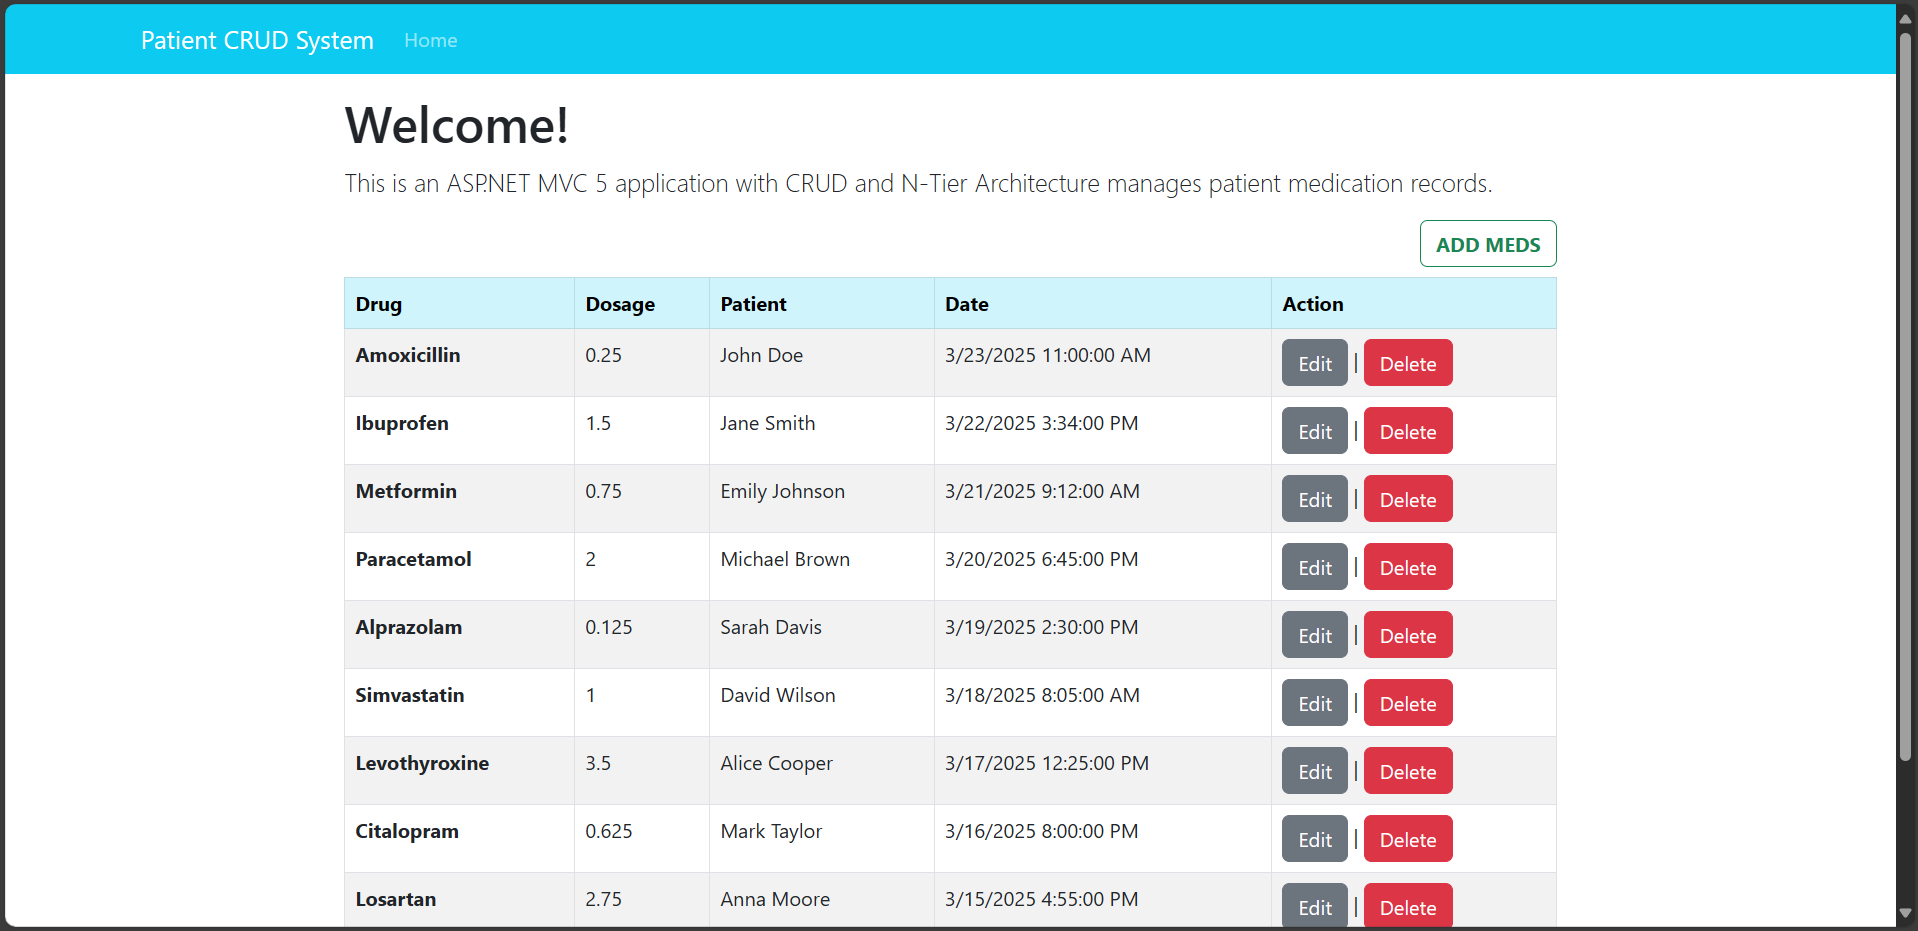 Patient CRUD System Home
Welcome!
This is an ASP.NET MVC 5 application with CRUD and N-Tier Architecture manages patient medication records.
ADD MEDS
Drug Dosage Patient Date Action
Amoxicillin 0.25 John Doe 3/23/2025 11:00:00 AM Edit | Delete
Ibuprofen 1.5 Jane Smith 3/22/2025 3:34:00 PM Edit | Delete
Metformin 0.75 Emily Johnson 3/21/2025 9:12:00 AM Edit | Delete
Paracetamol 2 Michael Brown 3/20/2025 6:45:00 PM Edit | Delete
Alprazolam 0.125 Sarah Davis 3/19/2025 2:30:00 PM Edit | Delete
Simvastatin 1 David Wilson 3/18/2025 8:05:00 AM Edit | Delete
Levothyroxine 3.5 Alice Cooper 3/17/2025 12:25:00 PM Edit | Delete
Citalopram 0.625 Mark Taylor 3/16/2025 8:00:00 PM Edit | Delete
Losartan 2.75 Anna Moore 3/15/2025 4:55:00 PM Edit | Delete